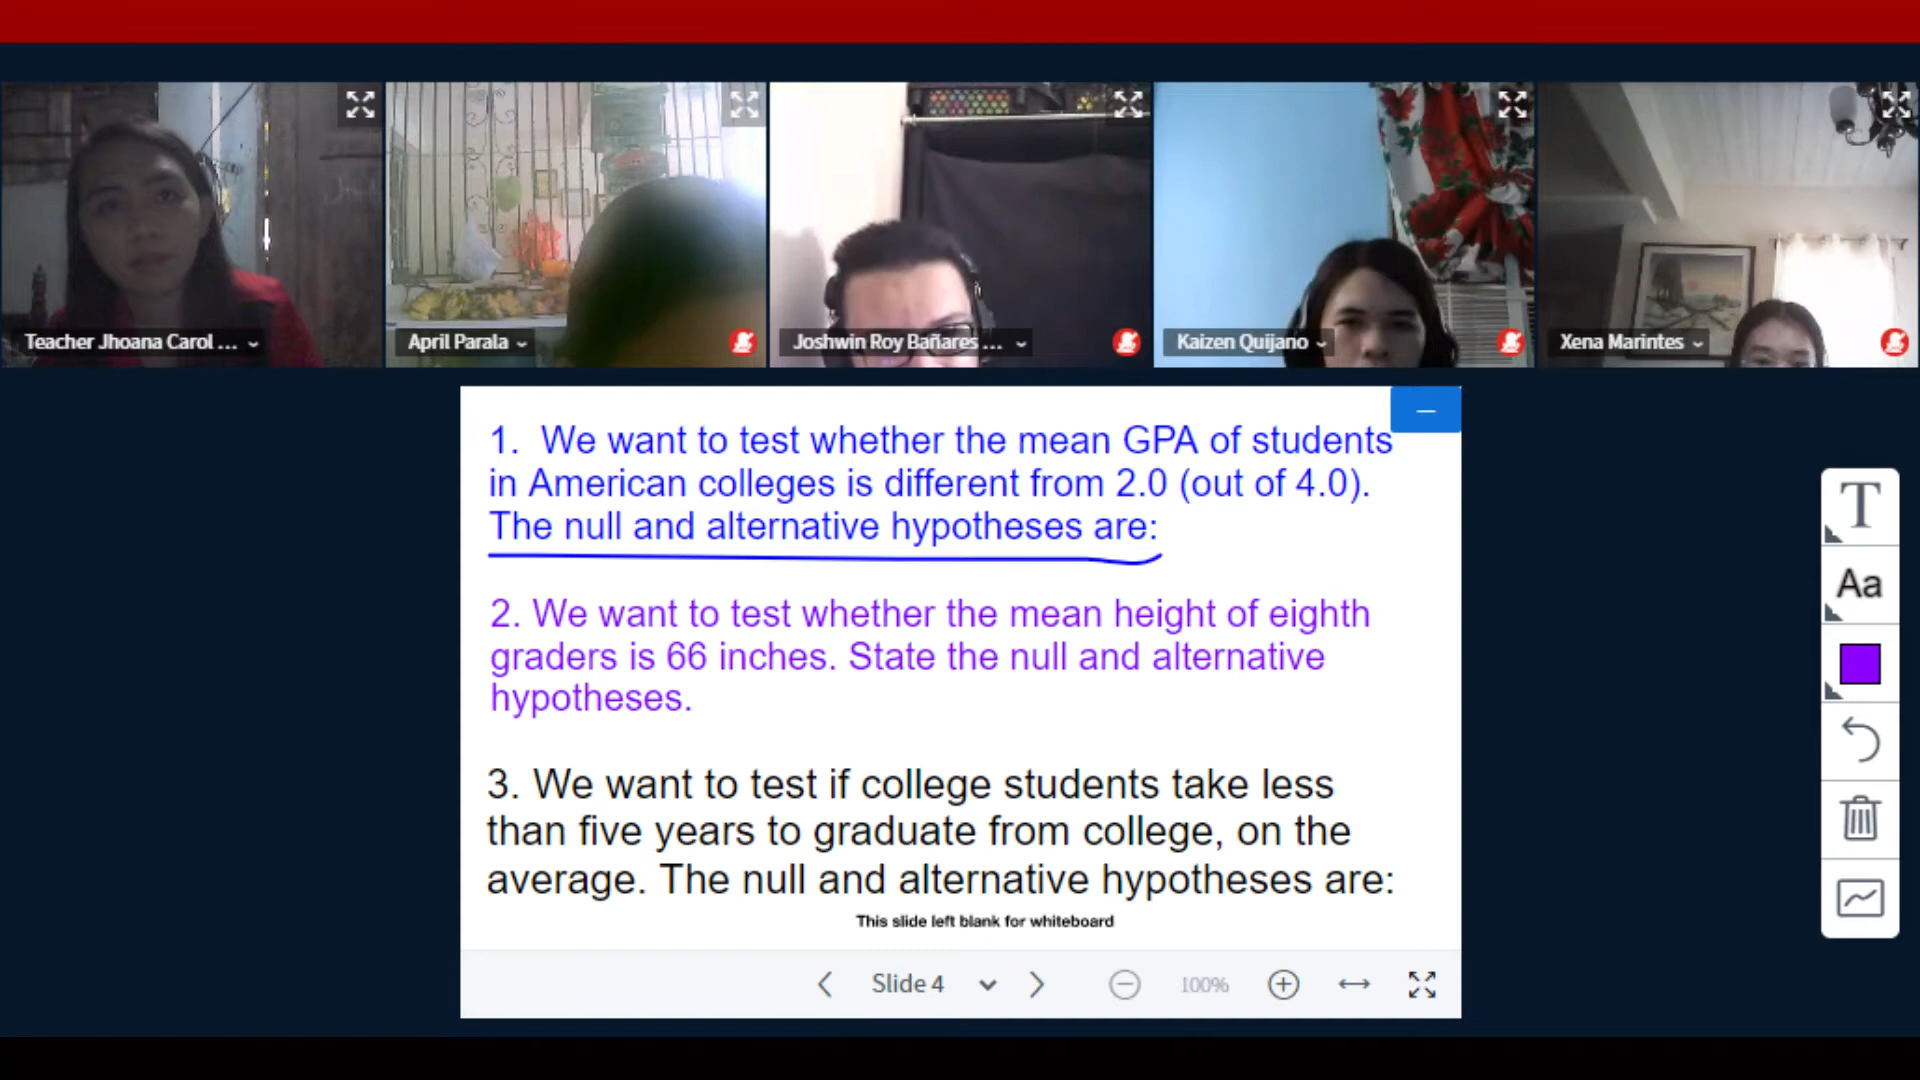 Teacher Jhoana Carol ...
April Parala
Joshwin Roy Bañares ...
Kaizen Quijano
Xena Marintes
1. We want to test whether the mean GPA of students
in American colleges is different from 2.0 (out of 4.0).
The null and alternative hypotheses are:
2. We want to test whether the mean height of eighth
graders is 66 inches. State the null and alternative
hypotheses.
3. We want to test if college students take less
than five years to graduate from college, on the
average. The null and alternative hypotheses are:
This slide left blank for whiteboard
Slide 4
100%
T
Aa